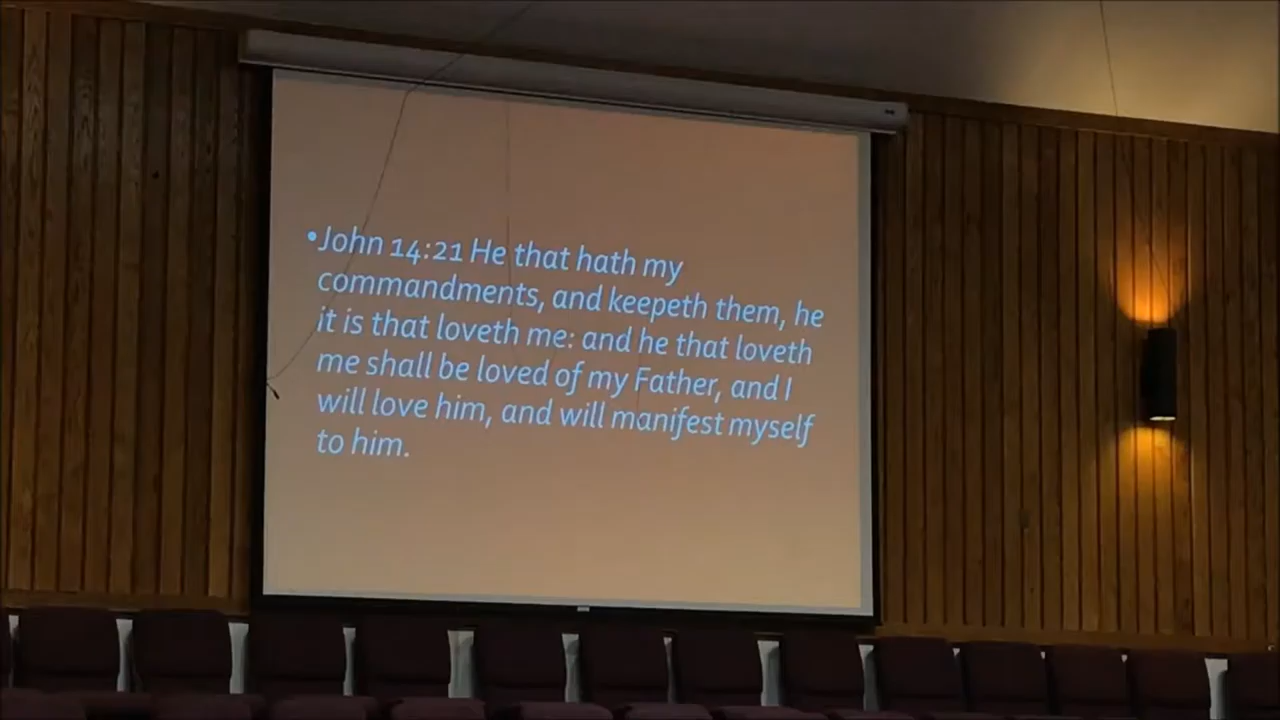 •John 14:21 He that hath my
commandments, and keepeth them, he
it is that loveth me: and he that loveth
me shall be loved of my Father, and I
will love him, and will manifest myself
to him.